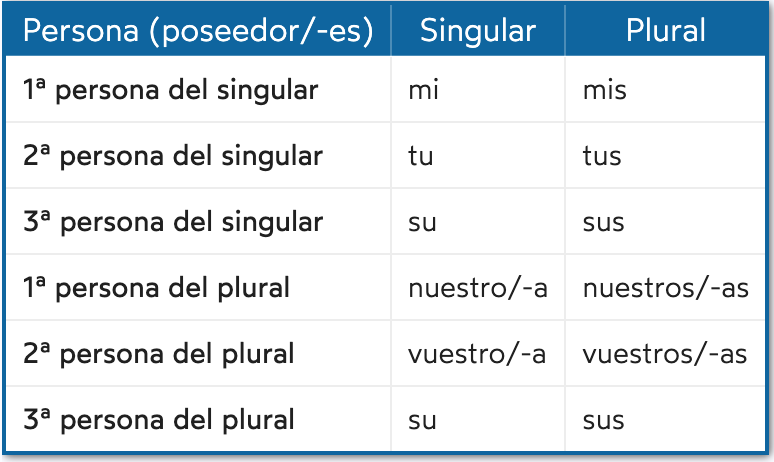 Persona (poseedor/-es) Singular Plural
1ª persona del singular mi mis
2ª persona del singular tu tus
3ª persona del singular su sus
1ª persona del plural nuestro/-a nuestros/-as
2ª persona del plural vuestro/-a vuestros/-as
3ª persona del plural su sus